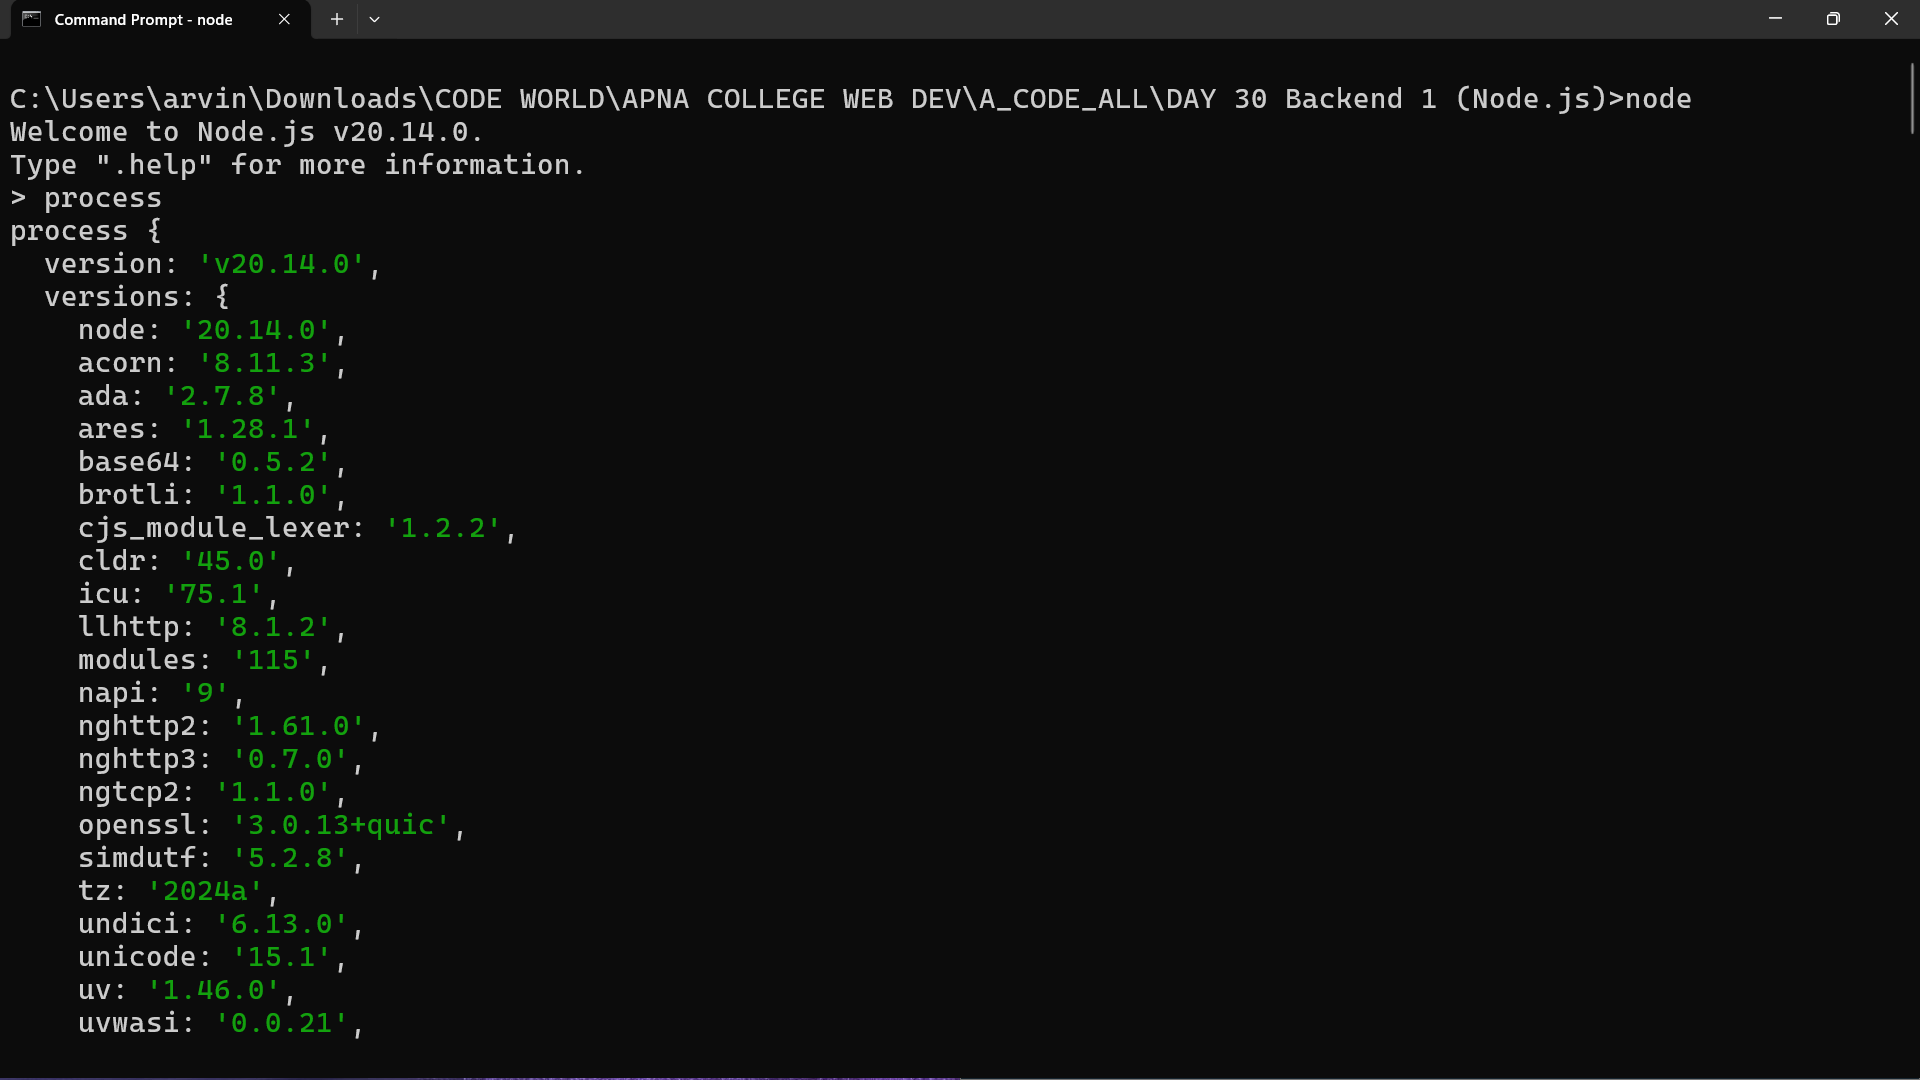 Command Prompt - node
C:\Users\arvin\Downloads\CODE WORLD\APNA COLLEGE WEB DEV\A_CODE_ALL\DAY 30 Backend 1 (Node.js)>node
Welcome to Node.js v20.14.0.
Type ".help" for more information.
> process
process {
  version: 'v20.14.0',
  versions: {
    node: '20.14.0',
    acorn: '8.11.3',
    ada: '2.7.8',
    ares: '1.28.1',
    base64: '0.5.2',
    brotli: '1.1.0',
    cjs_module_lexer: '1.2.2',
    cldr: '45.0',
    icu: '75.1',
    llhttp: '8.1.2',
    modules: '115',
    napi: '9',
    nghttp2: '1.61.0',
    nghttp3: '0.7.0',
    ngtcp2: '1.1.0',
    openssl: '3.0.13+quic',
    simdutf: '5.2.8',
    tz: '2024a',
    undici: '6.13.0',
    unicode: '15.1',
    uv: '1.46.0',
    uvwasi: '0.0.21',